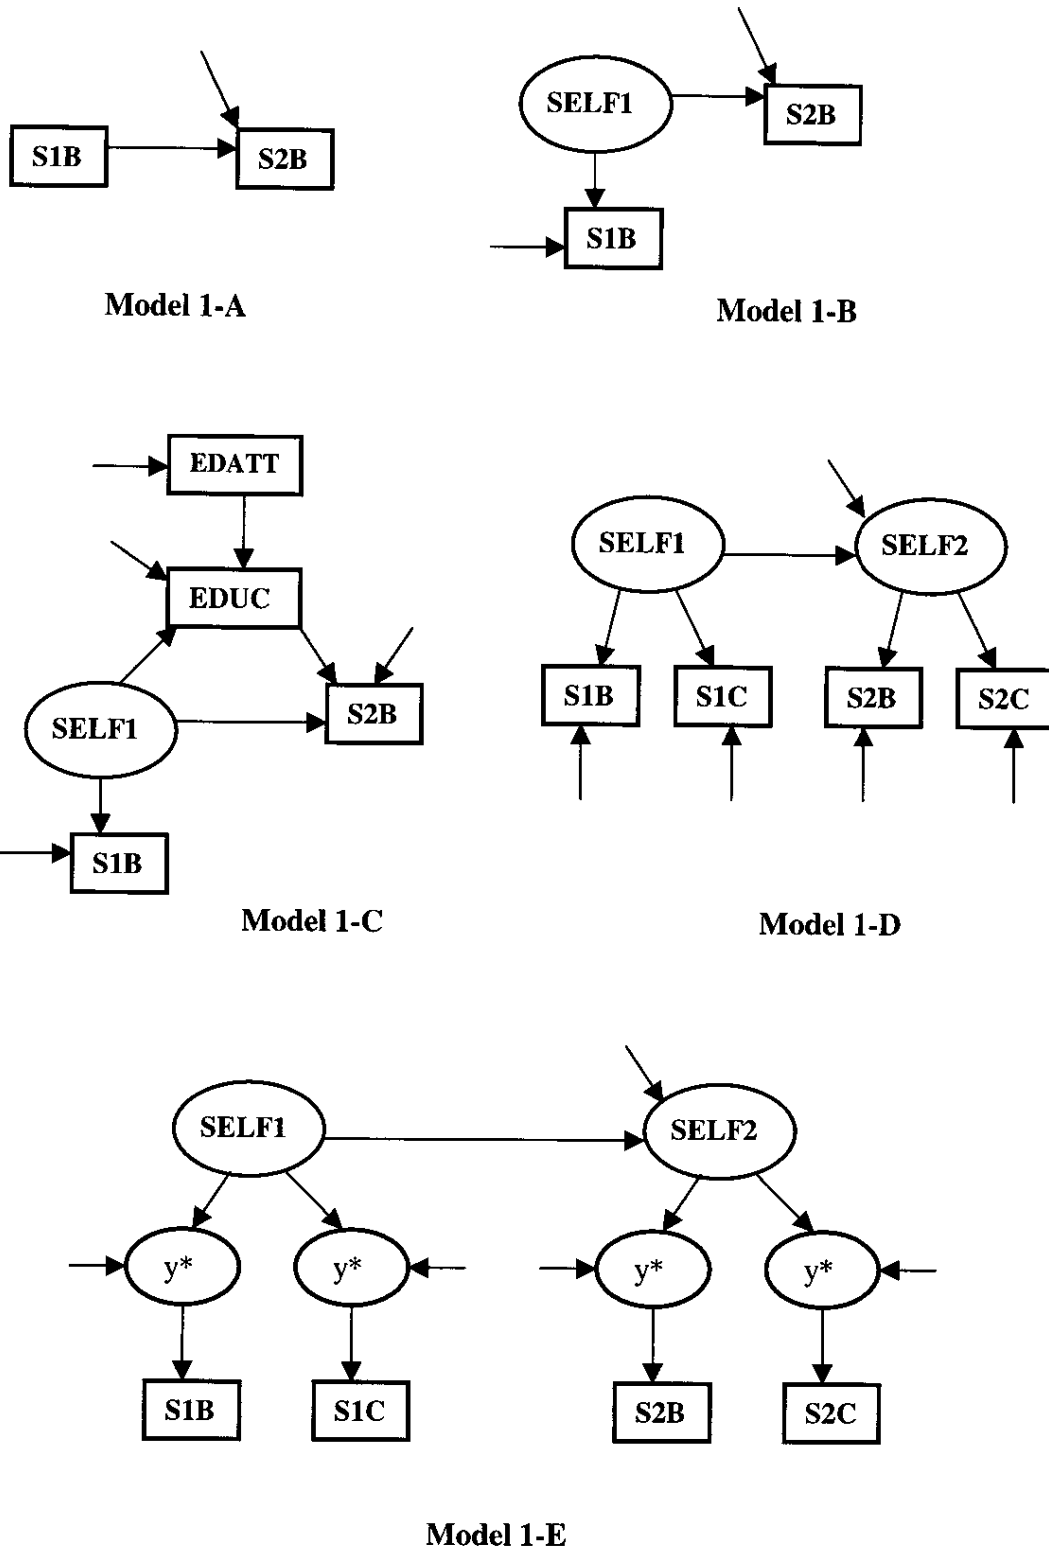 S1B
S2B
Model 1-A
SELF1
S2B
S1B
Model 1-B
EDATT
EDUC
SELF1
S2B
S1B
Model 1-C
SELF1
SELF2
S1B
S1C
S2B
S2C
Model 1-D
SELF1
SELF2
y*
y*
y*
y*
S1B
S1C
S2B
S2C
Model 1-E